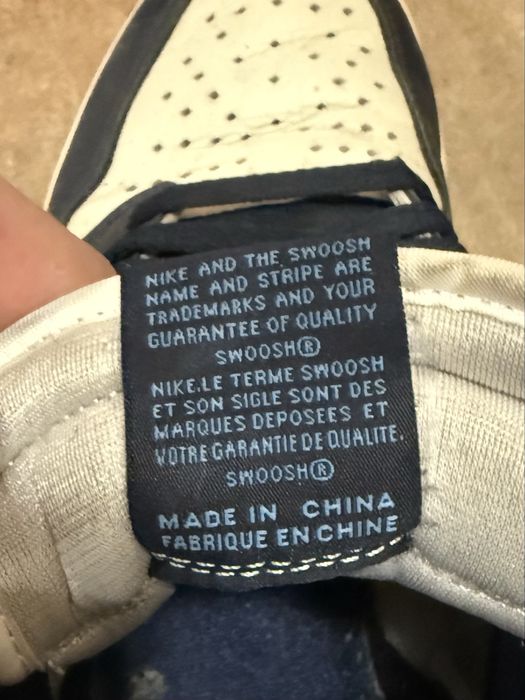 NIKE AND THE SWOOSH
NAME AND STRIPE ARE
TRADEMARKS AND YOUR
GUARANTEE OF QUALITY
SWOOSH®
NIKE.LE TERME SWOOSH
ET SON SIGLE SONT DES
MARQUES DEPOSEES ET
VOTRE GARANTIE DE QUALITE.
SWOOSH®
MADE IN CHINA
FABRIQUE EN CHINE